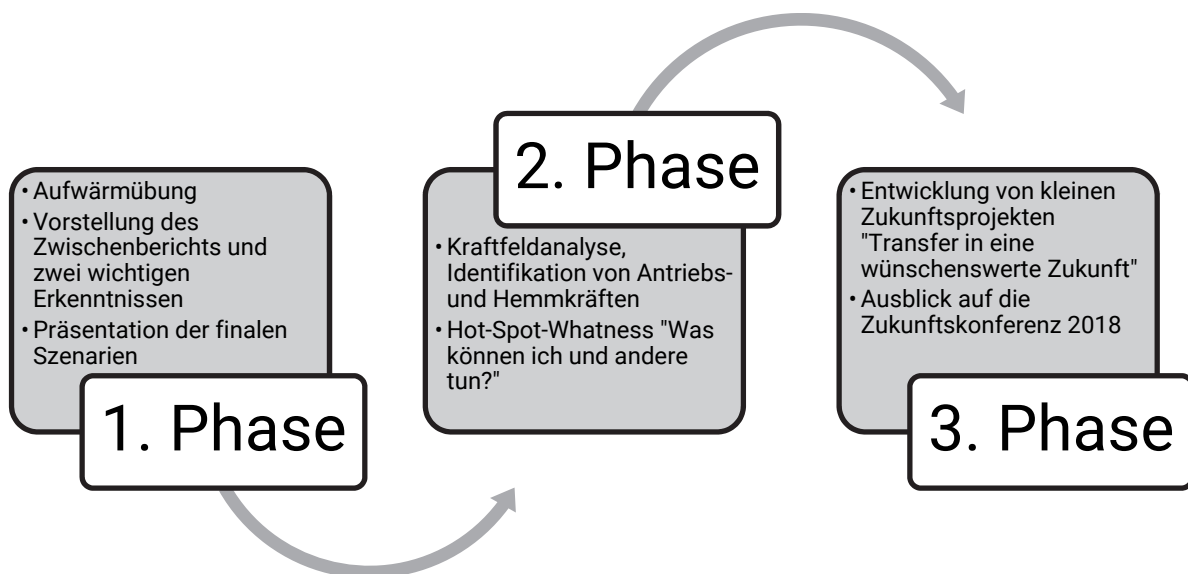 • Aufwärmübung
• Vorstellung des
Zwischenberichts und
zwei wichtigen
Erkenntnissen
• Präsentation der finalen
Szenarien
1. Phase
2. Phase
• Kraftfeldanalyse,
Identifikation von Antriebs-
und Hemmkräften
• Hot-Spot-Whatness "Was
können ich und andere
tun?"
• Entwicklung von kleinen
Zukunftsprojekten
"Transfer in eine
wünschenswerte Zukunft"
• Ausblick auf die
Zukunftskonferenz 2018
3. Phase